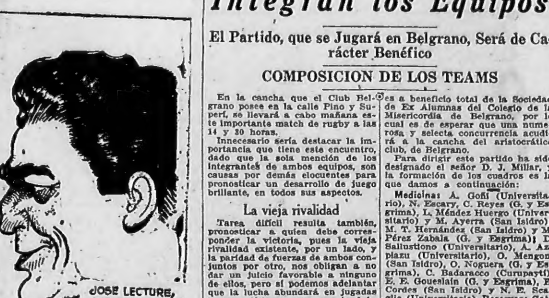 Integran los Equipos
El Partido, que se Jugará en Belgrano, Será de Ca-
rácter Benéfico
COMPOSICION DE LOS TEAMS
En la cancha que el Club Bel-
grano posee en la calle Pino y Su-
perí, se llevará a cabo mañana es-
te importante match de rugby a las
14 y 30 horas.
Innecesario sería destacar la im-
portancia que tiene este encuentro,
dado que la sola mención de los
integrantes de ambos equipos, son
causas por demás elocuentes para
pronosticar un desarrollo de juego
brillante, en todos sus aspectos.
La vieja rivalidad
Tarea difícil resulta también,
pronosticar a quien debe corres-
ponder la victoria, pues la vieja
rivalidad existente, por un lado, y
la paridad de fuerzas de ambos con-
juntos por otro, nos obligan a no
dar un juicio favorable a ninguno
de ellos, pero sí podemos adelantar
que la lucha abundará en jugadas
es a beneficio total de la Sociedad
de Ex Alumnas del Colegio de la
Misericordia de Belgrano, por lo
cual es de esperar que una nume-
rosa y selecta concurrencia acudi-
rá a la cancha del aristocrático
club de Belgrano.
Para dirigir este partido ha sido
designado el señor D. J. Millar, y
la formación de los cuadros es la
que damos a continuación:
Medicina: A. Goñi (Universita-
rio), N. Escary, C. Reyes (G. y Es-
grima), L. Méndez Huergo (Univer-
sitario) y M. Ayerra (San Isidro);
M. T. Hernández (San Isidro) y M.
Pérez Zabala (G. y Esgrima); D.
Ballustiono (Universitario), A. Az-
piazu (Universitario), O. Mengoni
(San Isidro), O. Noguera (G. y Es-
grima), C. Badaracco (Curupaytí),
E. E. Goueslain (G. y Esgrima), E.
Cordes (San Isidro) y N. E. Sca-
JOSE LECTURE,